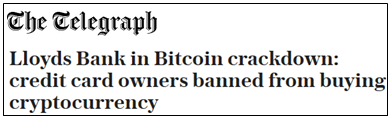 The Telegraph
Lloyds Bank in Bitcoin crackdown:
credit card owners banned from buying
cryptocurrency